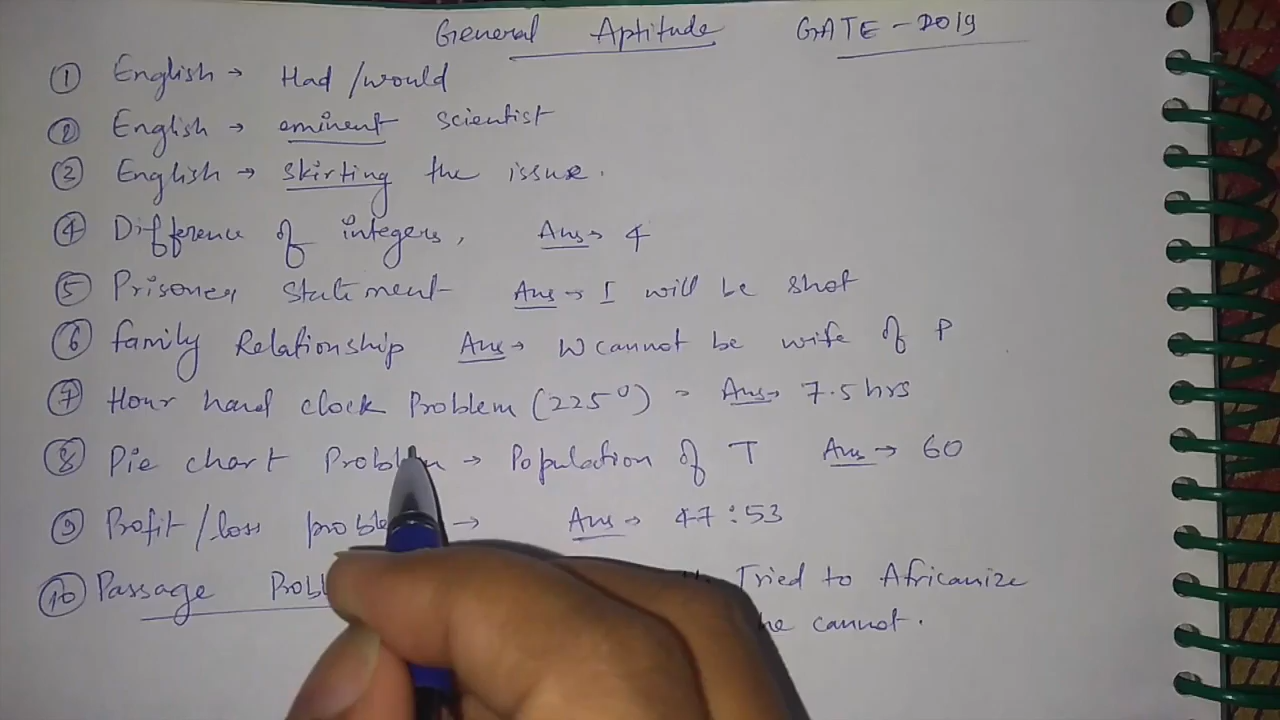 General Aptitude GATE-2019
① English → Had/would
② English → eminent scientist
③ English → skirting the issue.
④ Difference of integers, Ans→ 4
⑤ Prisoner Statement Ans→ I will be shot
⑥ family Relationship Ans→ W cannot be wife of P
⑦ Hour hand clock Problem (225°) - Ans→ 7.5 hrs
⑧ Pie chart Problem → Population of T Ans→ 60
⑨ Profit/loss proble → Ans→ 47:53
⑩ Passage Probl Tried to Africanize
he cannot.